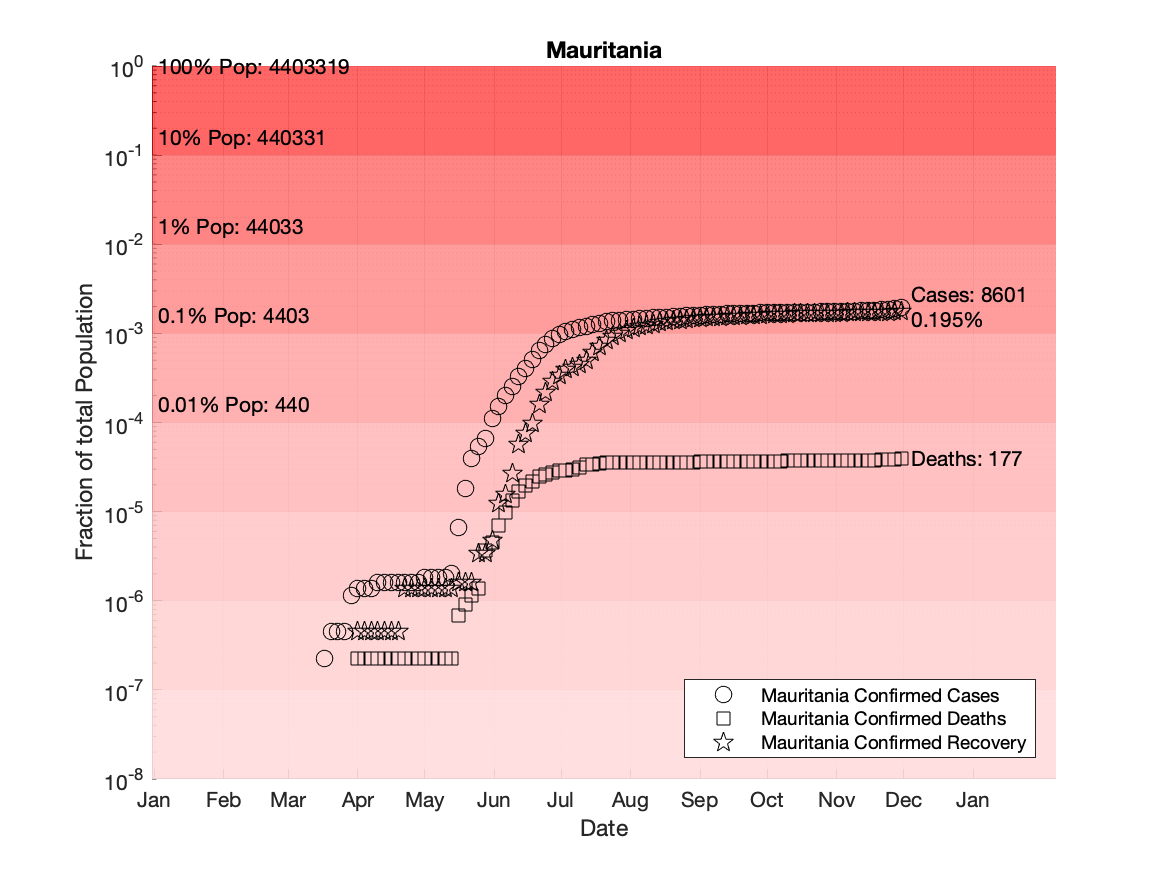 Mauritania
10^0
100% Pop: 4403319
10% Pop: 440331
10^-1
1% Pop: 44033
10^-2
Cases: 8601
0.1% Pop: 4403
0.195%
10^-3
0.01% Pop: 440
10^-4
Deaths: 177
10^-5
10^-6
10^-7
10^-8
Fraction of total Population
Mauritania Confirmed Cases
Mauritania Confirmed Deaths
Mauritania Confirmed Recovery
Jan Feb Mar Apr May Jun Jul Aug Sep Oct Nov Dec Jan
Date